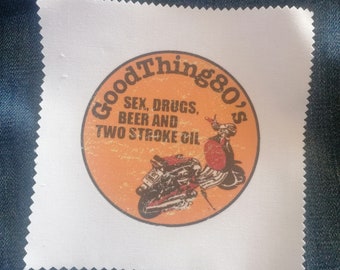 GoodThing80's
SEX, DRUGS,
BEER AND
TWO STROKE OIL